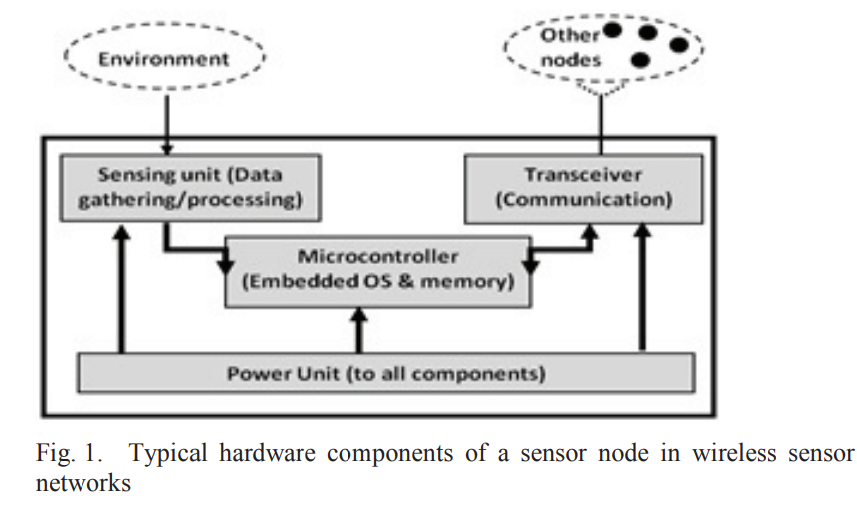 Environment
Other
nodes
Sensing unit (Data
gathering/processing)
Transceiver
(Communication)
Microcontroller
(Embedded OS & memory)
Power Unit (to all components)
Fig. 1. Typical hardware components of a sensor node in wireless sensor
networks